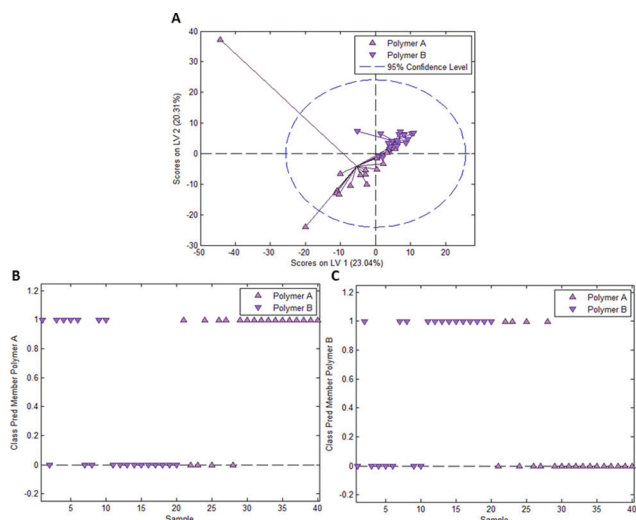 A
Polymer A
Polymer B
95% Confidence Level
40
30
20
10
0
-10
-20
-30
Scores on LV 2 (20.31%)
-50 -40 -30 -20 -10 0 10 20
Scores on LV 1 (23.04%)
B
Polymer A
Polymer B
1.2
1
0.8
0.6
0.4
0.2
0
-0.2
Class Pred Member Polymer A
5 10 15 20 25 30 35 40
Sample
C
Polymer A
Polymer B
1.2
1
0.8
0.6
0.4
0.2
0
-0.2
Class Pred Member Polymer B
5 10 15 20 25 30 35 40
Sample